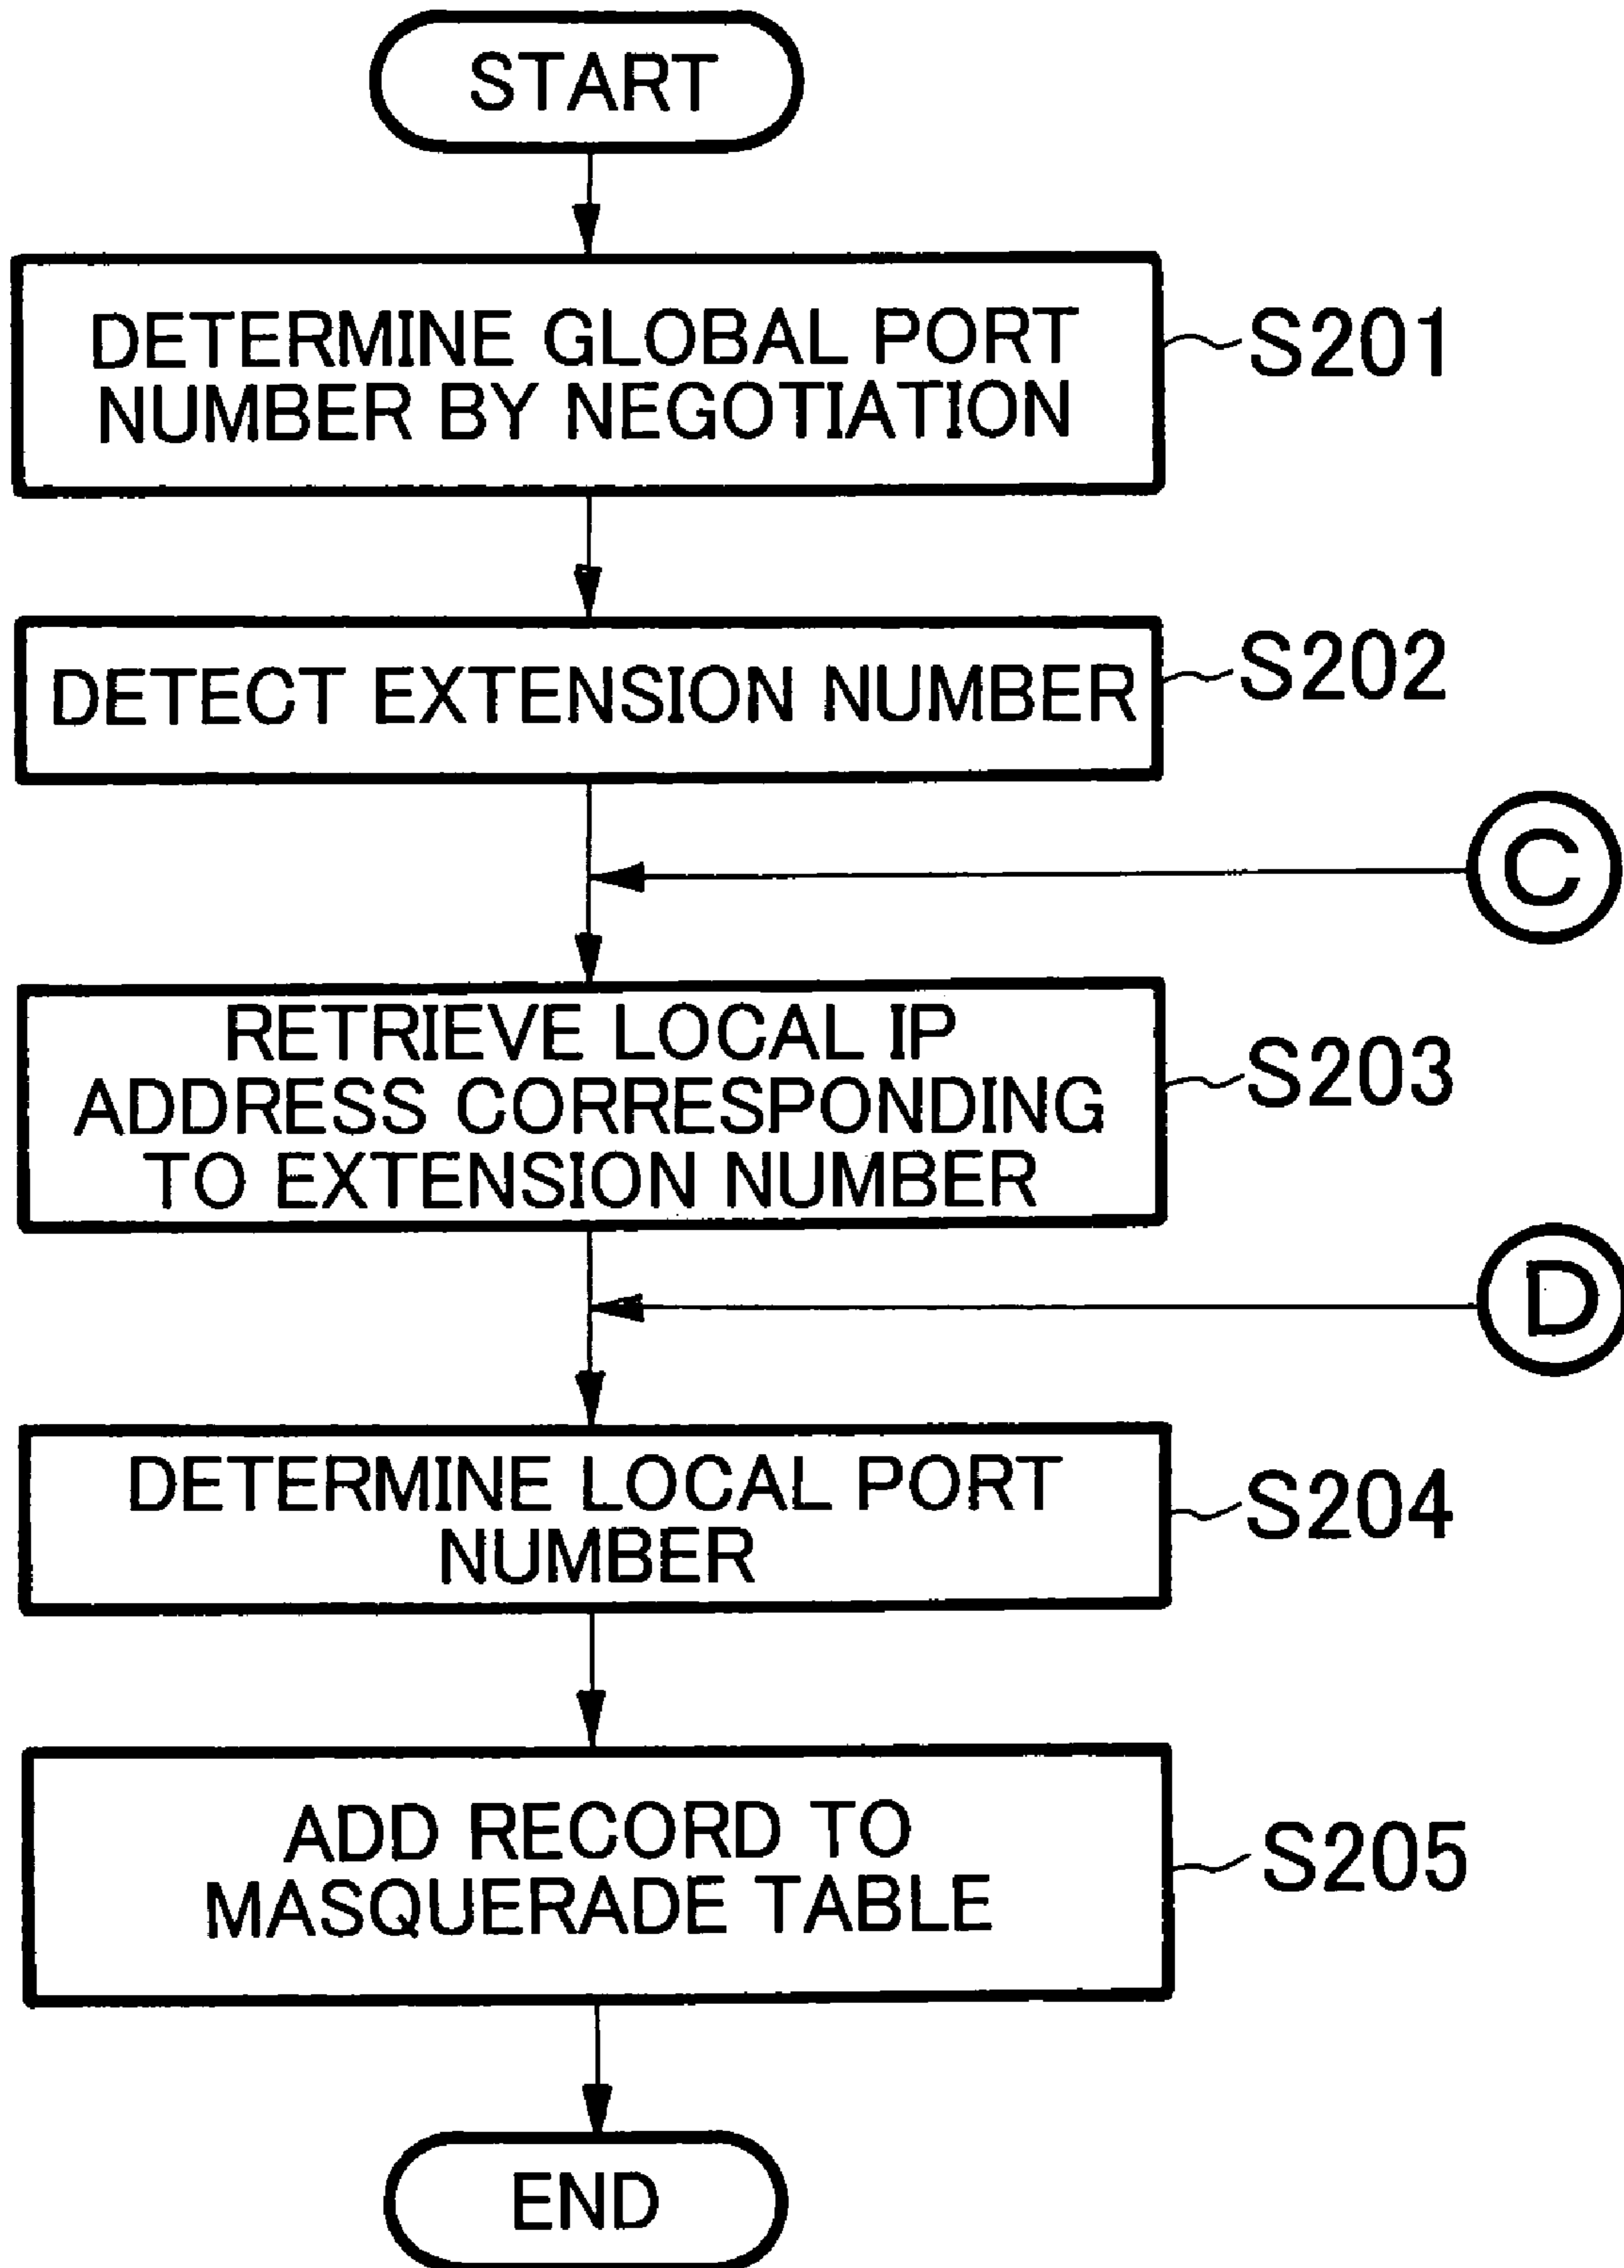 START
DETERMINE GLOBAL PORT
NUMBER BY NEGOTIATION
S201
DETECT EXTENSION NUMBER
S202
C
RETRIEVE LOCAL IP
ADDRESS CORRESPONDING
TO EXTENSION NUMBER
S203
D
DETERMINE LOCAL PORT
NUMBER
S204
ADD RECORD TO
MASQUERADE TABLE
S205
END